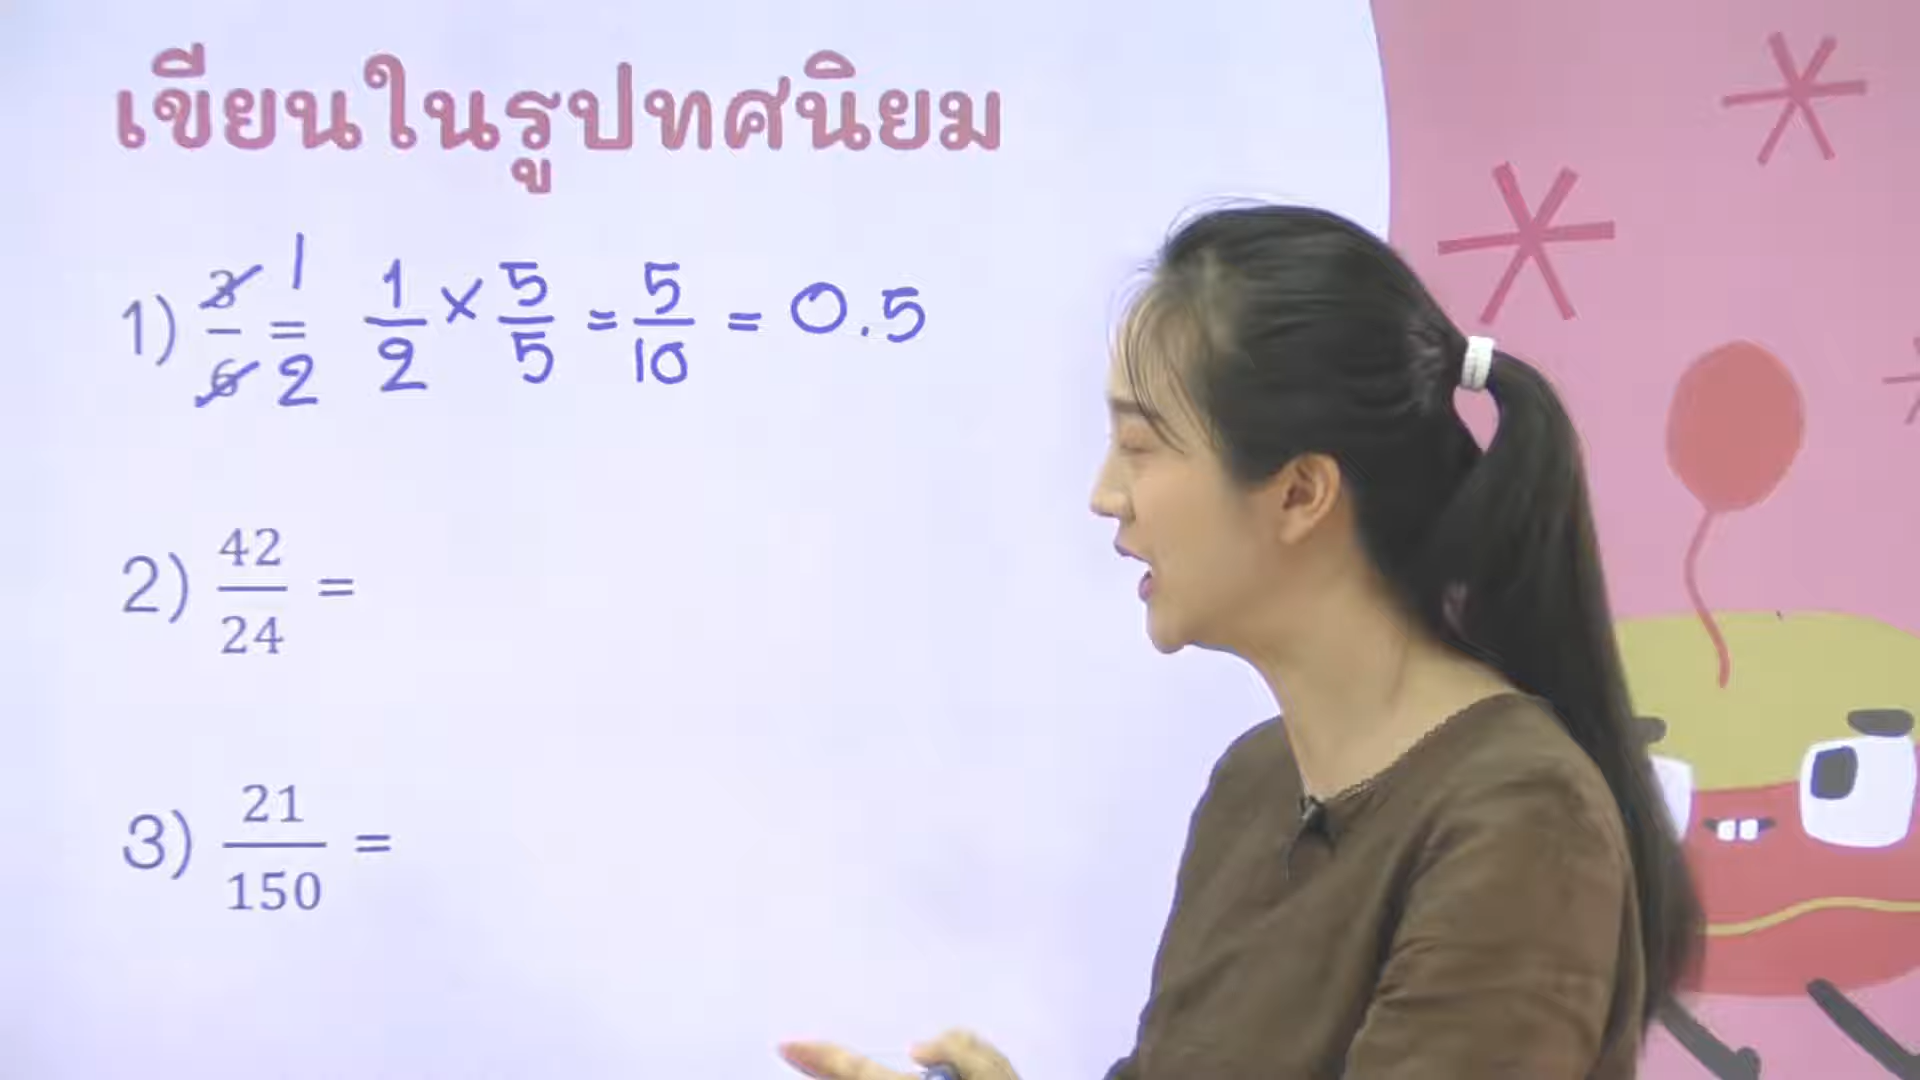 เขียนในรูปทศนิยม
1) 3/6 = 1/2 1/2 × 5/5 = 5/10 = 0.5
2) 42/24 =
3) 21/150 =